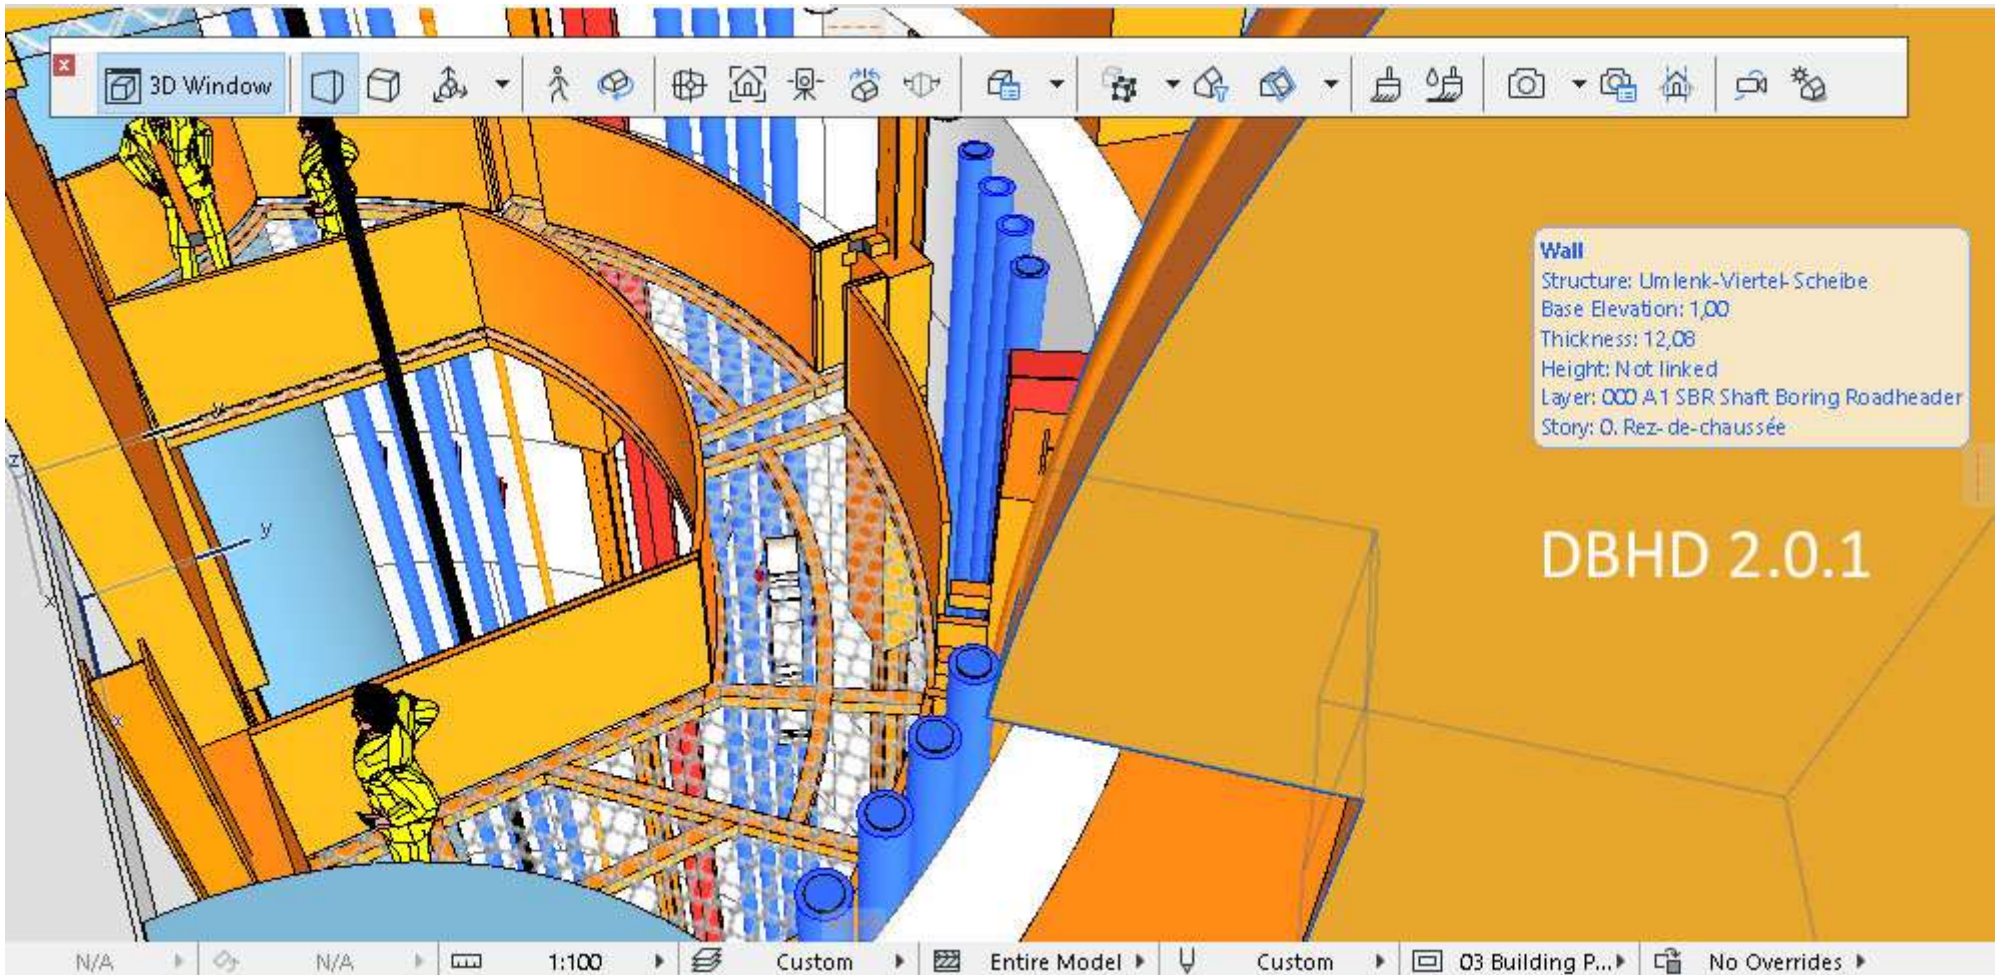 3D Window
Wall
Structure: Umlenk-Viertel-Scheibe
Base Elevation: 1,00
Thickness: 12,08
Height: Not linked
Layer: 000 A1 SBR Shaft Boring Roadheader
Story: 0. Rez-de-chaussée
y
z
y
x
x
DBHD 2.0.1
N/A
N/A
1:100
Custom
Entire Model
Custom
03 Building P...
No Overrides